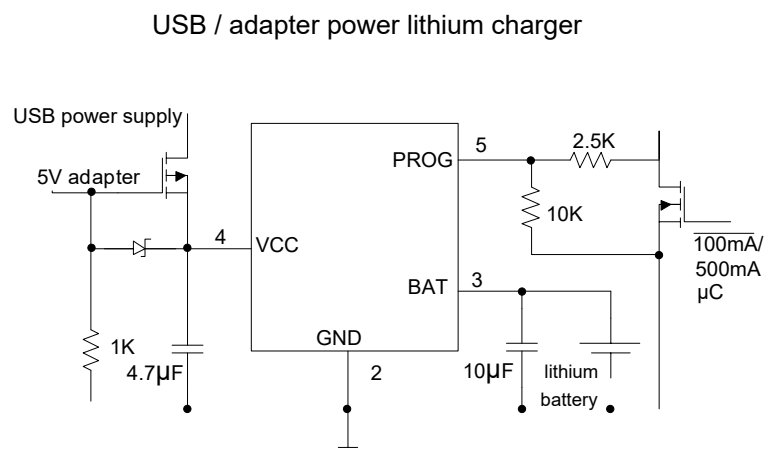 USB / adapter power lithium charger
USB power supply
5V adapter
4
VCC
1K
4.7µF
GND
2
PROG
5
2.5K
10K
100mA/
500mA
µC
BAT
3
10µF
lithium
battery